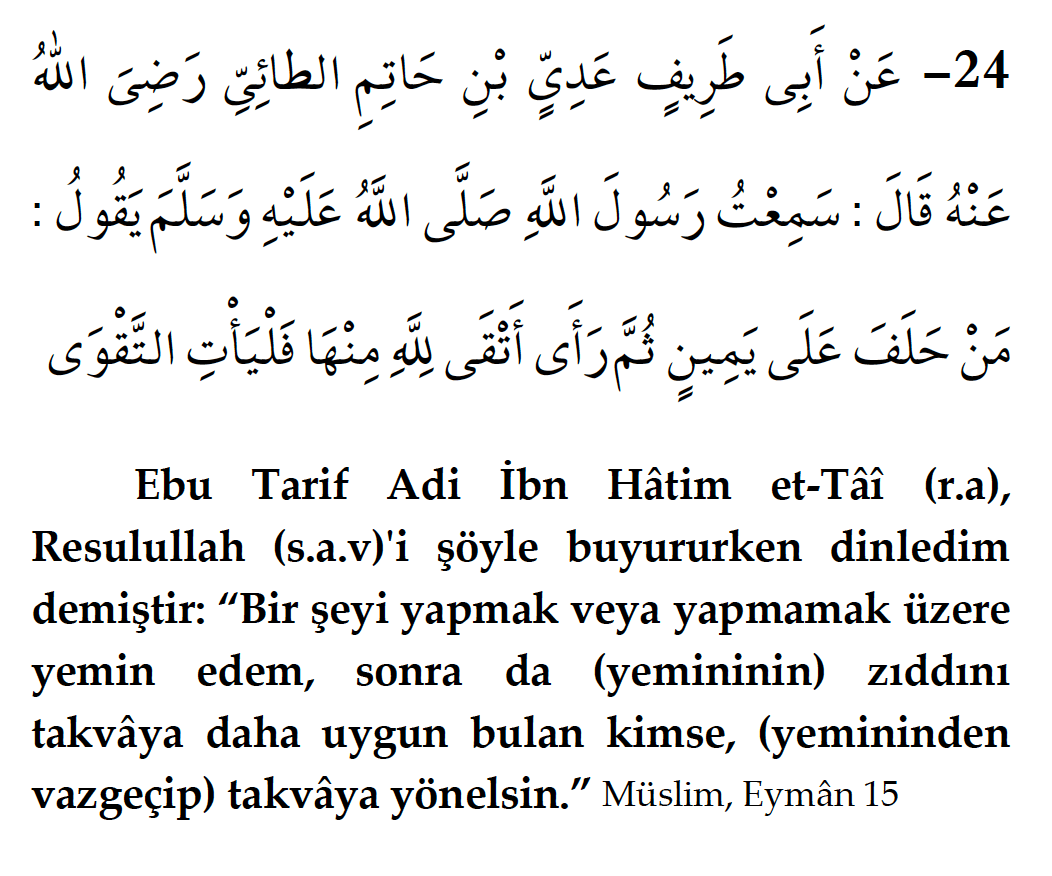 24– عَنْ أَبِى طَرِيفٍ عَدِيٍّ بْنِ حَاتِمِ الطائِيِّ رَضِىَ اللهُ
عَنْهُ قَالَ : سَمِعْتُ رَسُولَ اللَّهِ صَلَّى اللَّهُ عَلَيْهِ وَسَلَّمَ يَقُولُ :
مَنْ حَلَفَ عَلَى يَمِينٍ ثُمَّ رَأَى أَتْقَى لِلَّهِ مِنْهَا فَلْيَأْتِ التَّقْوَى
Ebu Tarif Adi İbn Hâtim et-Tâî (r.a),
Resulullah (s.a.v)'i şöyle buyururken dinledim
demiştir: “Bir şeyi yapmak veya yapmamak üzere
yemin edem, sonra da (yemininin) zıddını
takvâya daha uygun bulan kimse, (yemininden
vazgeçip) takvâya yönelsin.” Müslim, Eymân 15